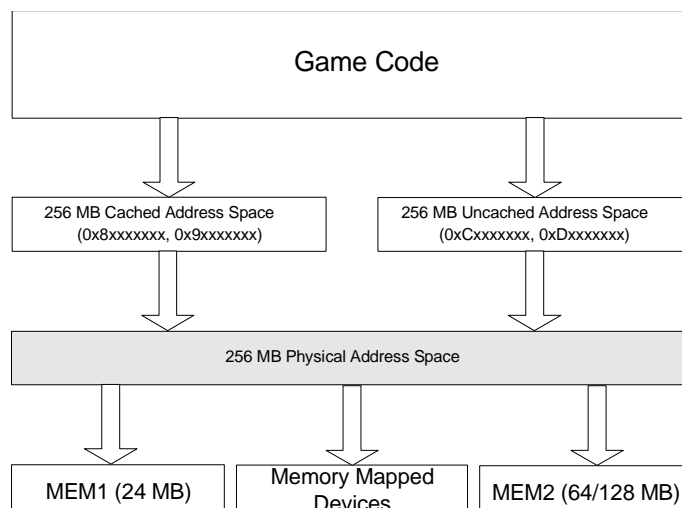 Game Code
256 MB Cached Address Space
(0x8xxxxxxx, 0x9xxxxxxx)
256 MB Uncached Address Space
(0xCxxxxxxx, 0xDxxxxxxx)
256 MB Physical Address Space
MEM1 (24 MB)
Memory Mapped
Devices
MEM2 (64/128 MB)